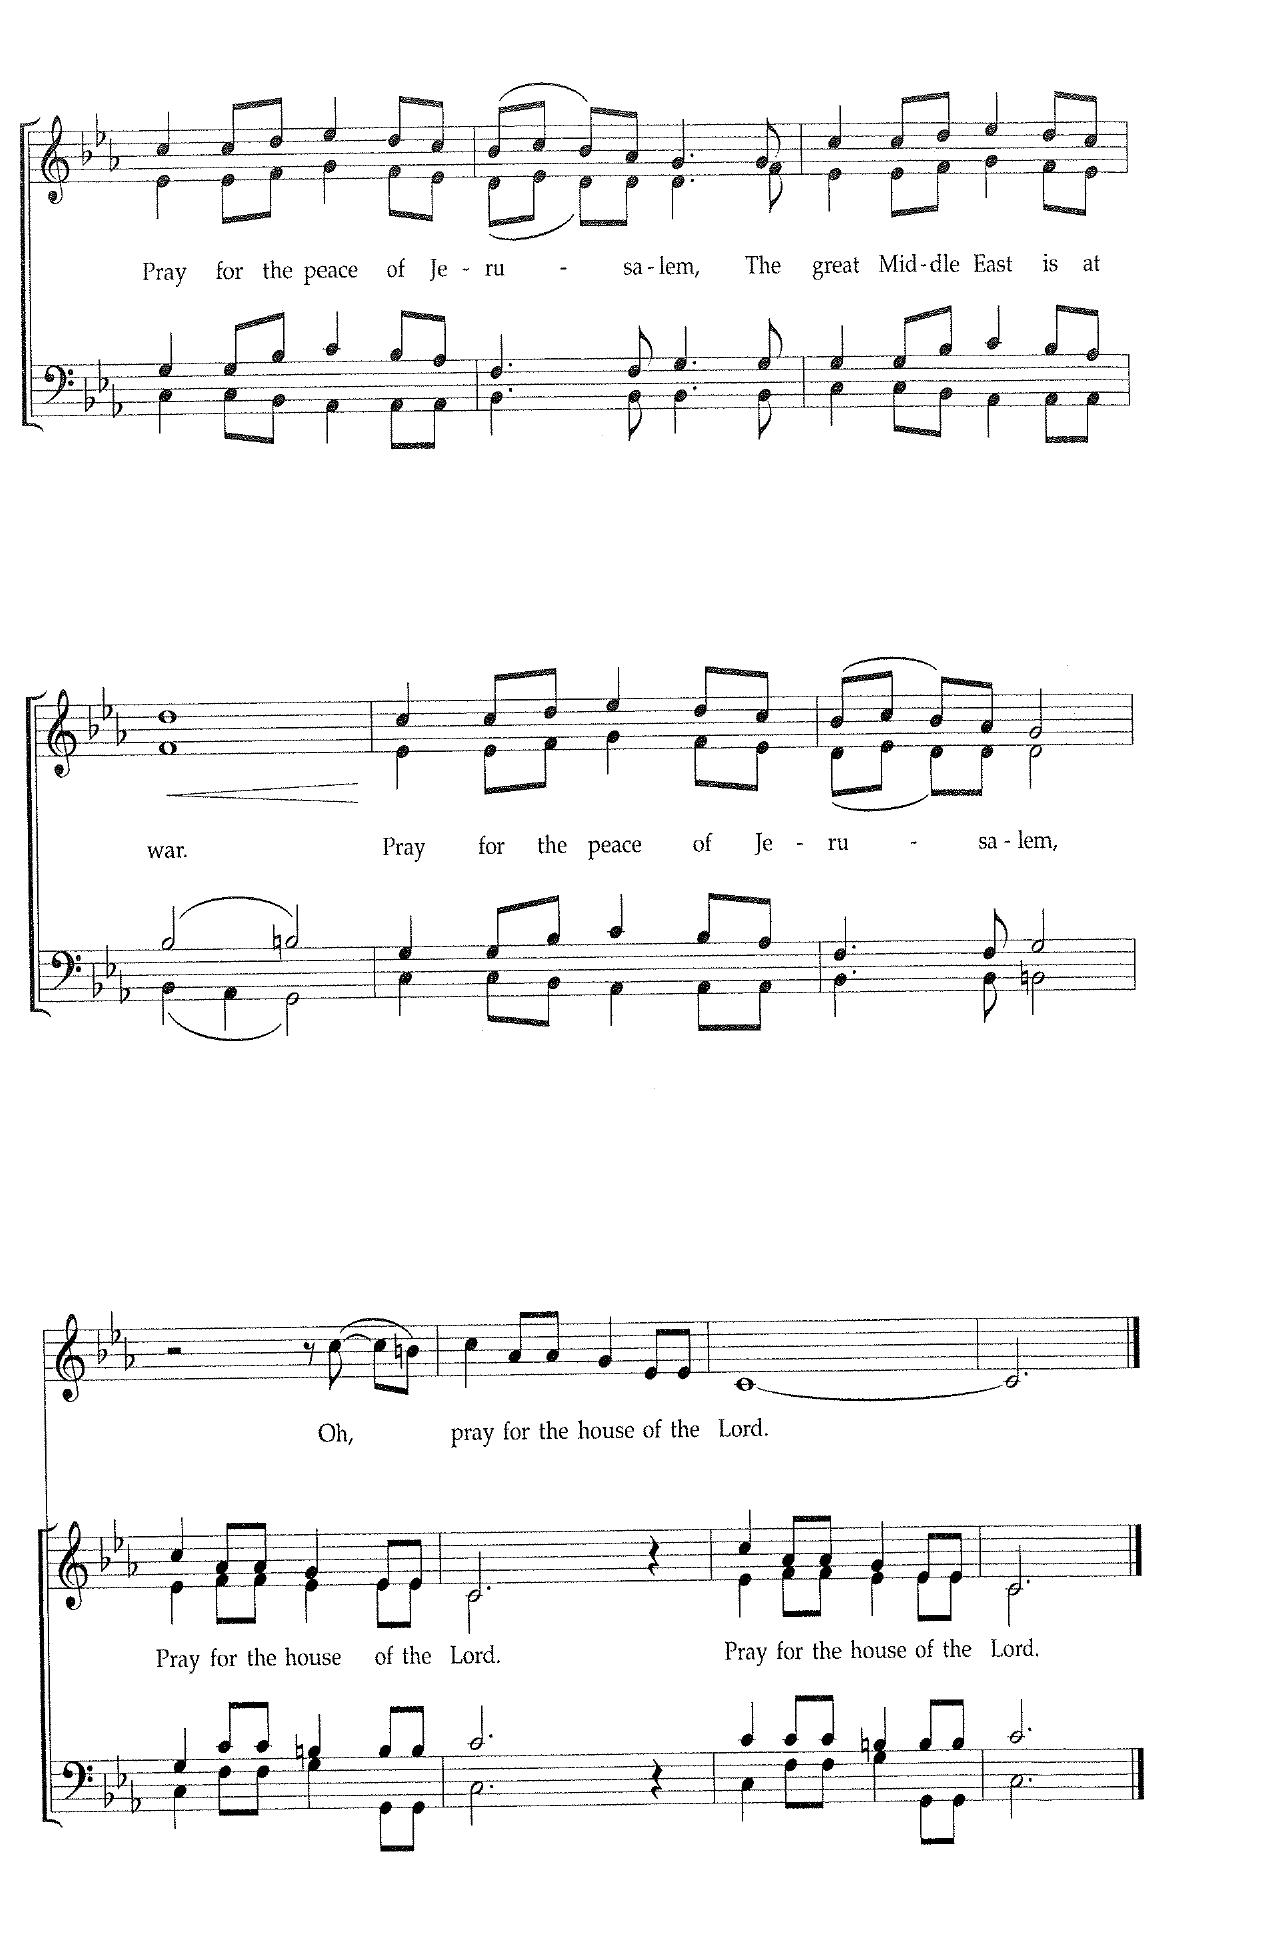 Pray for the peace of Je - ru - sa - lem, The great Mid - dle East is at
war. Pray for the peace of Je - ru - sa - lem,
Oh, pray for the house of the Lord.
Pray for the house of the Lord. Pray for the house of the Lord.